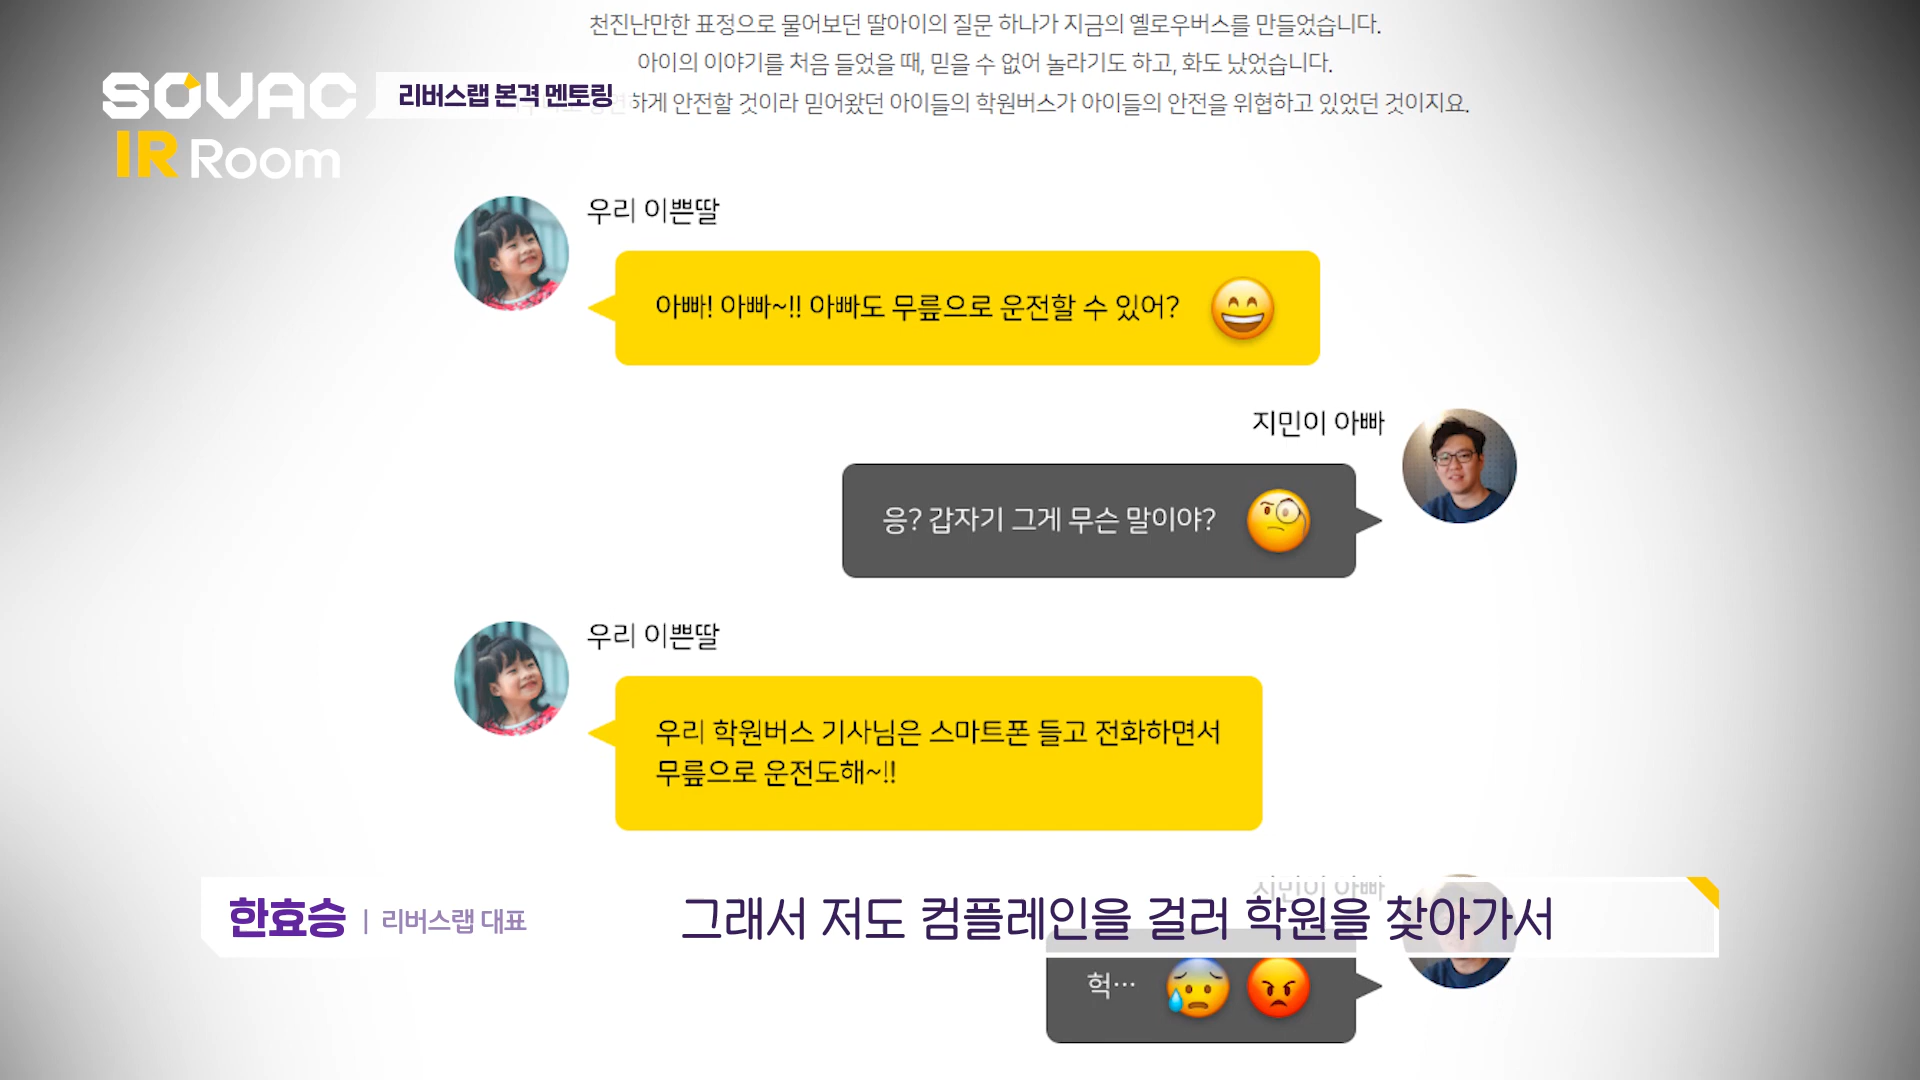 천진난만한 표정으로 물어보던 딸아이의 질문 하나가 지금의 옐로우버스를 만들었습니다.
아이의 이야기를 처음 들었을 때, 믿을 수 없어 놀라기도 하고, 화도 났었습니다.
안전할 것이라 믿어왔던 아이들의 학원버스가 아이들의 안전을 위협하고 있었던 것이지요.
SOVAC
IR Room
리버스랩 본격 멘토링
우리 이쁜딸
아빠! 아빠~!! 아빠도 무릎으로 운전할 수 있어?
지민이 아빠
응? 갑자기 그게 무슨 말이야?
우리 이쁜딸
우리 학원버스 기사님은 스마트폰 들고 전화하면서
무릎으로 운전도해~!!
지민이 아빠
한효승 | 리버스랩 대표
그래서 저도 컴플레인을 걸러 학원을 찾아가서
헉…